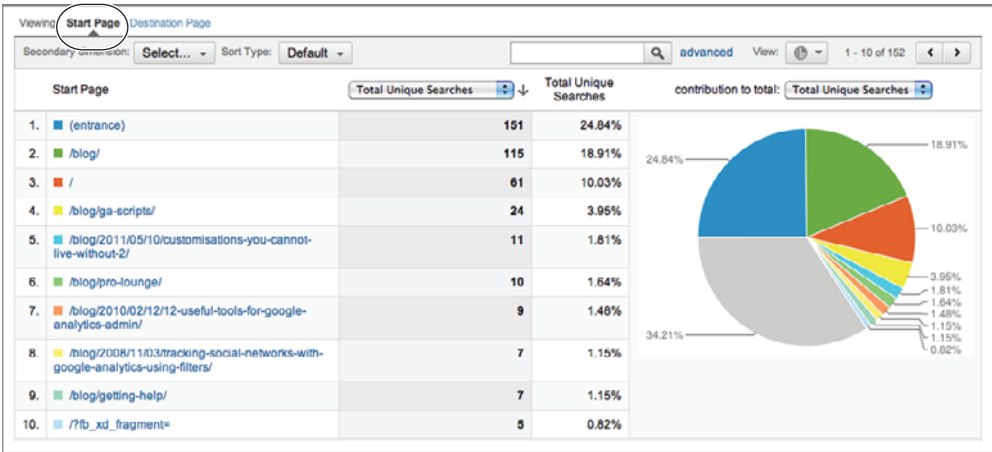 Viewing: Start Page Destination Page
Secondary dimension: Select... Sort Type: Default advanced View: 1 - 10 of 152
Start Page Total Unique Searches Total Unique Searches contribution to total: Total Unique Searches
1. (entrance) 151 24.84%
2. /blog/ 115 18.91%
3. / 61 10.03%
4. /blog/ga-scripts/ 24 3.95%
5. /blog/2011/05/10/customisations-you-cannot-
live-without-2/ 11 1.81%
6. /blog/pro-lounge/ 10 1.64%
7. /blog/2010/02/12/12-useful-tools-for-google-
analytics-admin/ 9 1.48%
8. /blog/2008/11/03/tracking-social-networks-with-
google-analytics-using-filters/ 7 1.15%
9. /blog/getting-help/ 7 1.15%
10. /?fb_xd_fragment= 5 0.82%
24.84%
18.91%
10.03%
3.95%
1.81%
1.64%
1.48%
1.15%
1.15%
0.82%
34.21%